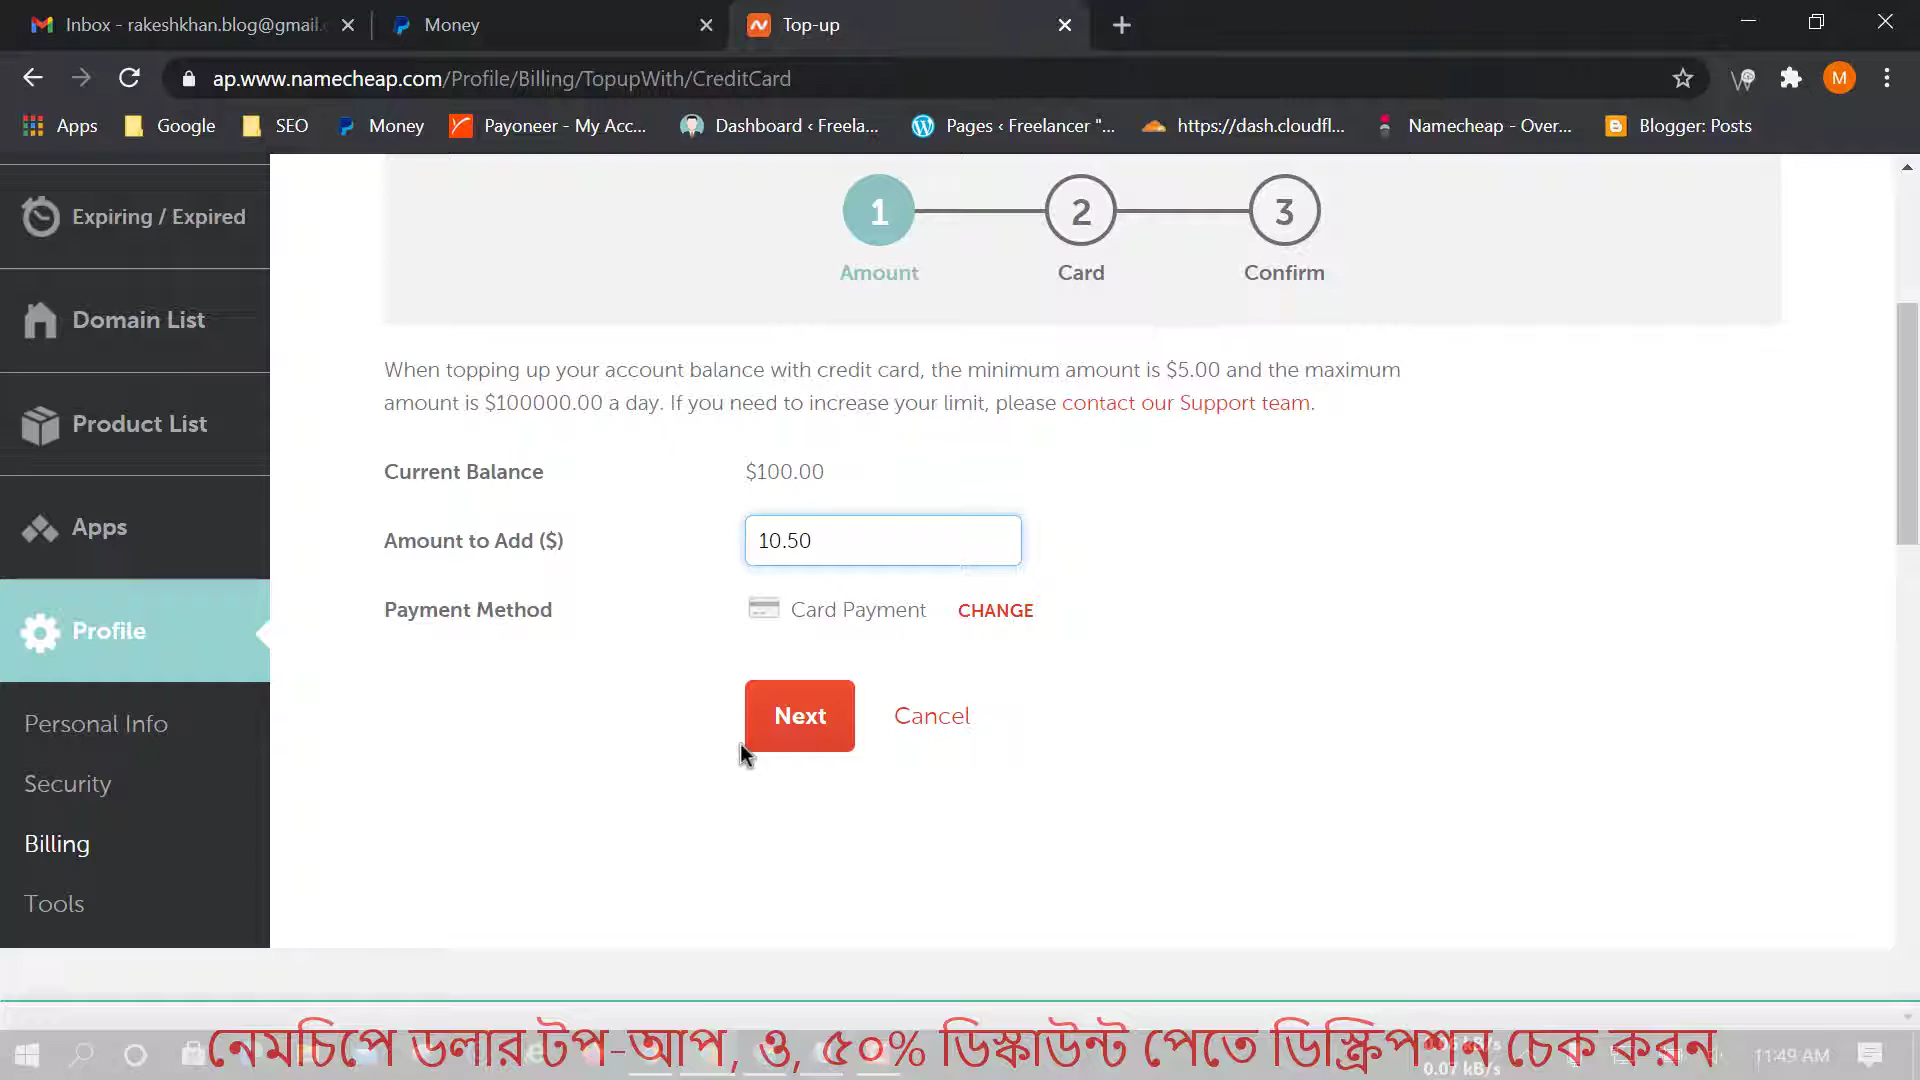 Inbox - rakeshkhan.blog@gmail.
Money
Top-up
ap.www.namecheap.com/Profile/Billing/TopupWith/CreditCard
M
Apps
Google
SEO
Money
Payoneer - My Acc...
Dashboard ‹ Freela...
Pages ‹ Freelancer "...
https://dash.cloudfl...
Namecheap - Over...
Blogger: Posts
Expiring / Expired
Domain List
Product List
Apps
Profile
Personal Info
Security
Billing
Tools
1
2
3
Amount
Card
Confirm
When topping up your account balance with credit card, the minimum amount is $5.00 and the maximum
amount is $100000.00 a day. If you need to increase your limit, please contact our Support team.
Current Balance
$100.00
Amount to Add ($)
10.50
Payment Method
Card Payment
CHANGE
Next
Cancel
নেমচিপে ডলার টপ-আপ, ও, ৫০% ডিস্কাউন্ট পেতে ডিস্ক্রিপশন চেক করুন
0.07 kB/s
11:49 AM